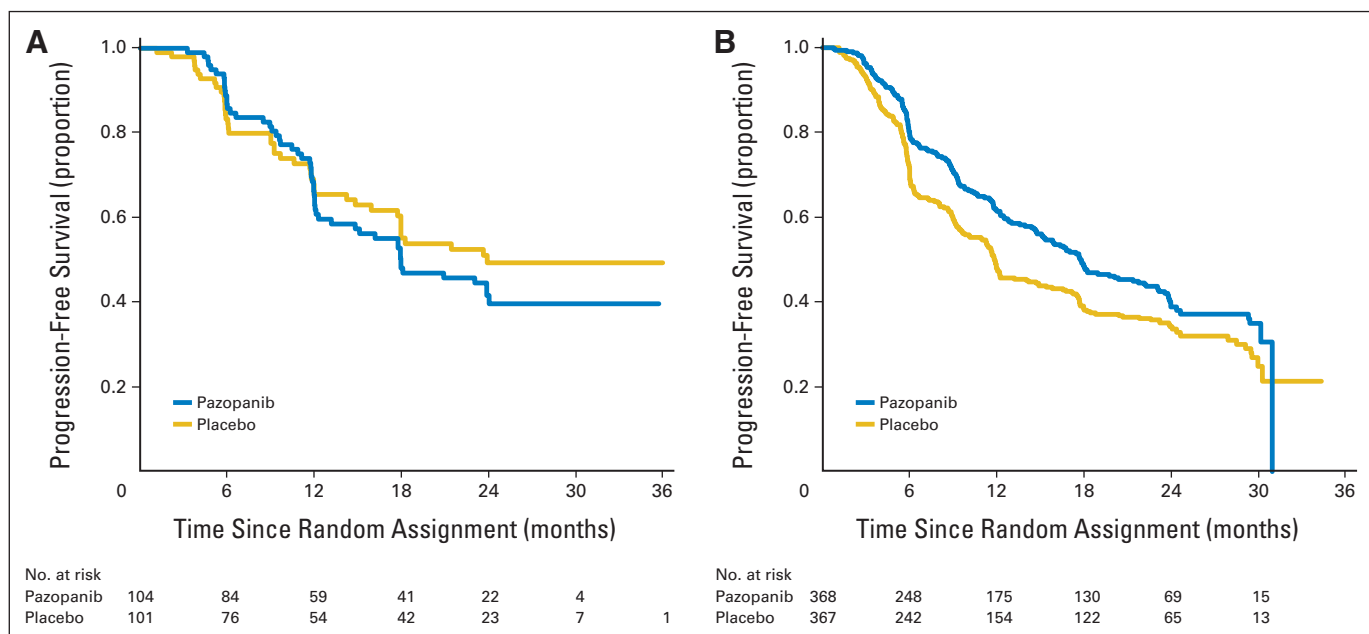 A
Progression-Free Survival (proportion)
1.0
0.8
0.6
0.4
0.2
Pazopanib
Placebo
0 6 12 18 24 30 36
Time Since Random Assignment (months)
No. at risk
Pazopanib 104 84 59 41 22 4
Placebo 101 76 54 42 23 7 1
B
Progression-Free Survival (proportion)
1.0
0.8
0.6
0.4
0.2
Pazopanib
Placebo
0 6 12 18 24 30 36
Time Since Random Assignment (months)
No. at risk
Pazopanib 368 248 175 130 69 15
Placebo 367 242 154 122 65 13